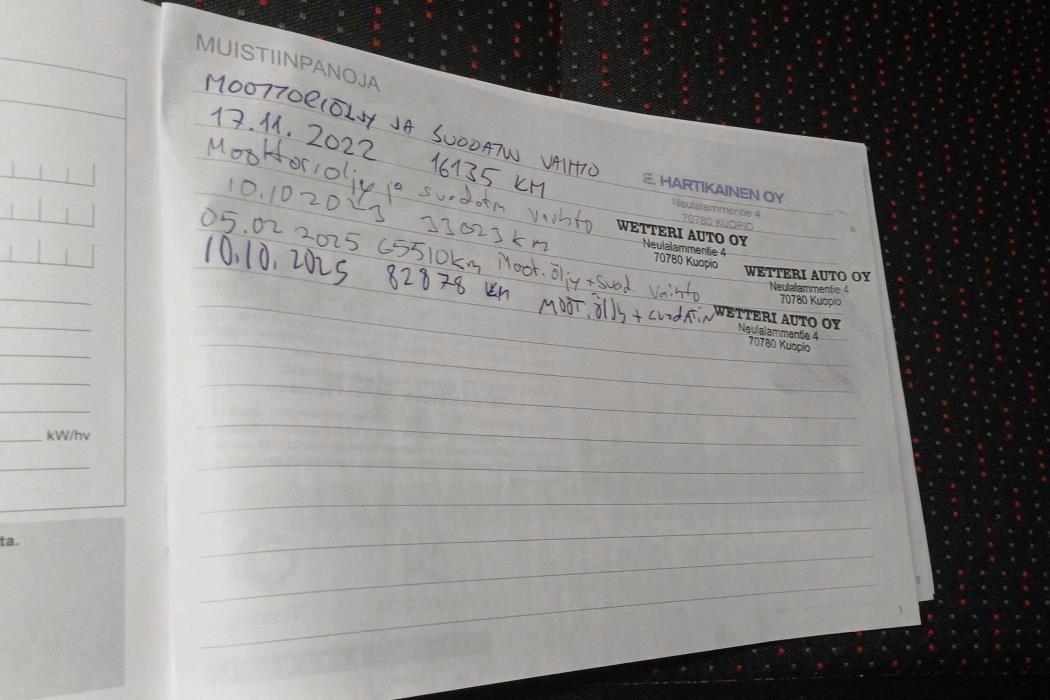 MUISTIINPANOJA
MOOTTORIÖLJY JA SUODATIN VAIHTO
17.11.2022 16135 KM
E. HARTIKAINEN OY
Neulalammentie 4
70780 KUOPIO
Moottoriöljy ja suodatin vaihto
10.10 2023 33023 km
WETTERI AUTO OY
Neulalammentie 4
70780 Kuopio
05.02 2025 65510km Moot. öljy + suod. vaihto
WETTERI AUTO OY
Neulalammentie 4
70780 Kuopio
10.10.2025 82878 KM MOOT.ÖLJY + SUODATIN
WETTERI AUTO OY
Neulalammentie 4
70780 Kuopio
kW/hv
ta.
1
5